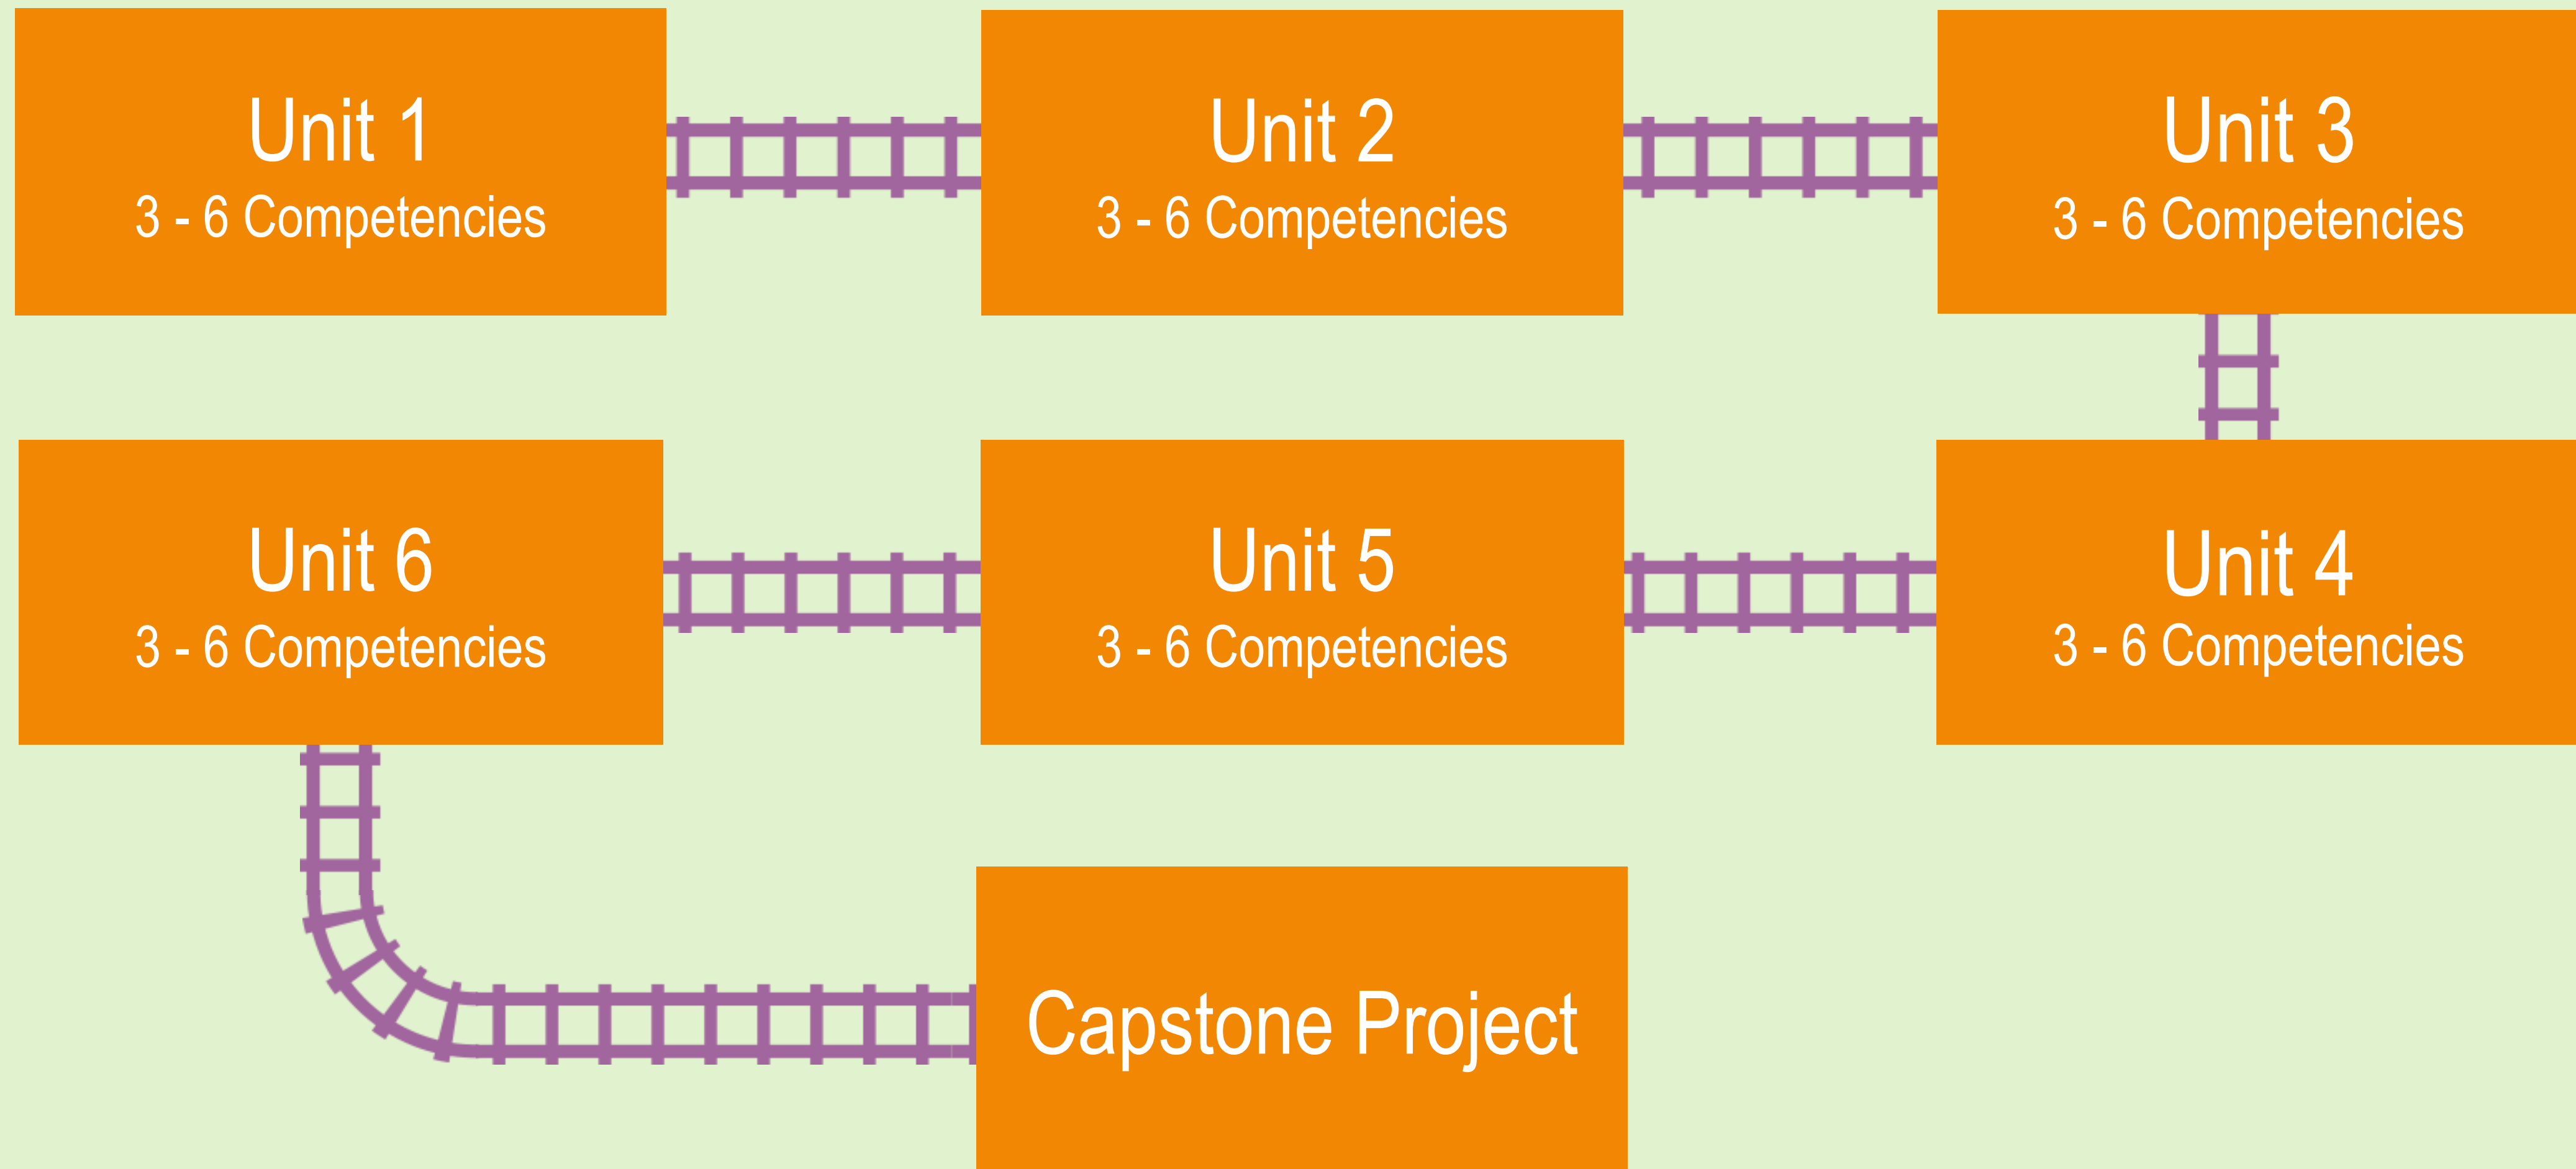 Unit 1
3 - 6 Competencies
Unit 2
3 - 6 Competencies
Unit 3
3 - 6 Competencies
Unit 6
3 - 6 Competencies
Unit 5
3 - 6 Competencies
Unit 4
3 - 6 Competencies
Capstone Project